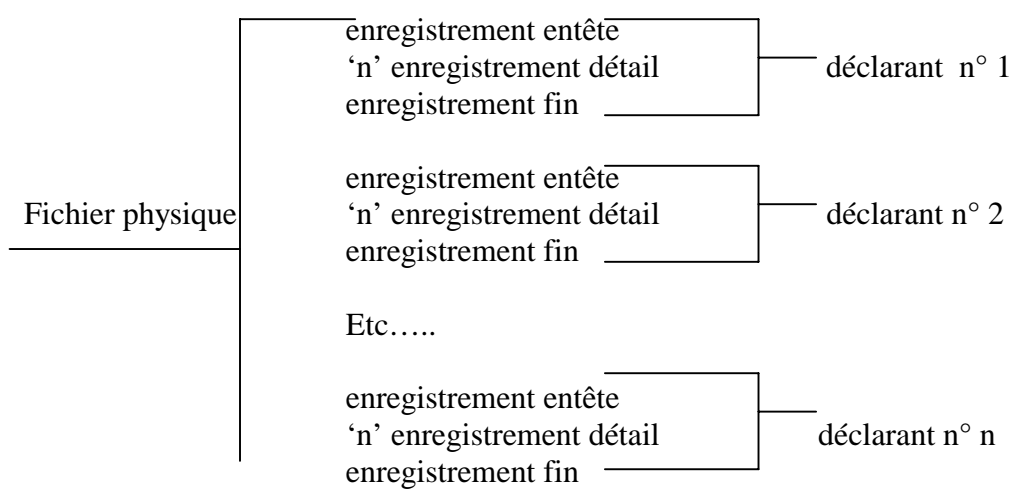 enregistrement entête
‘n’ enregistrement détail déclarant n° 1
enregistrement fin
enregistrement entête
Fichier physique ‘n’ enregistrement détail déclarant n° 2
enregistrement fin
Etc.....
enregistrement entête
‘n’ enregistrement détail déclarant n° n
enregistrement fin